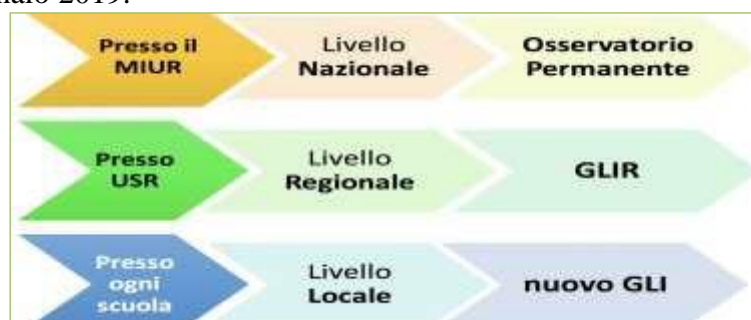 2019.
Presso il MIUR
Livello Nazionale
Osservatorio Permanente
Presso USR
Livello Regionale
GLIR
Presso ogni scuola
Livello Locale
nuovo GLI